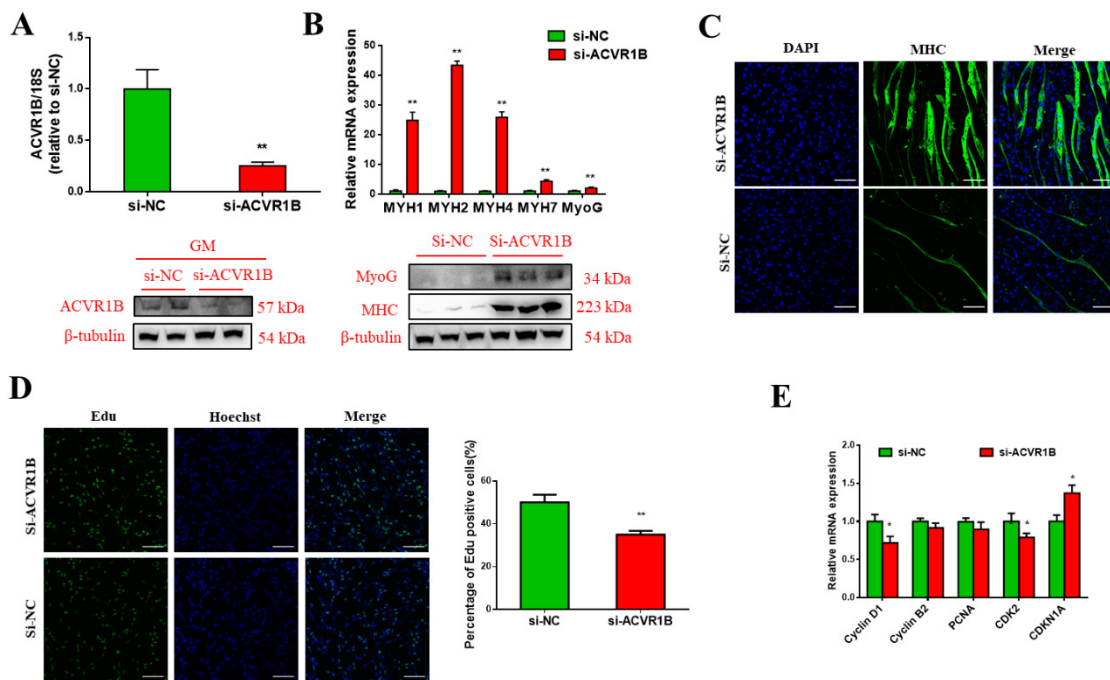 A
ACVR1B/18S
(relative to si-NC)
1.5
1.0
0.5
0.0
**
si-NC
si-ACVR1B
GM
si-NC
si-ACVR1B
ACVR1B
57 kDa
β-tubulin
54 kDa
B
si-NC
si-ACVR1B
Relative mRNA expression
50
40
30
20
10
0
**
**
**
**
**
MYH1
MYH2
MYH4
MYH7
MyoG
Si-NC
Si-ACVR1B
MyoG
34 kDa
MHC
223 kDa
β-tubulin
54 kDa
C
DAPI
MHC
Merge
Si-ACVR1B
Si-NC
D
Edu
Hoechst
Merge
Si-ACVR1B
Si-NC
Percentage of Edu positive cells(%)
60
40
20
0
**
si-NC
si-ACVR1B
E
si-NC
si-ACVR1B
Relative mRNA expression
2.0
1.5
1.0
0.5
0.0
*
*
*
Cyclin D1
Cyclin B2
PCNA
CDK2
CDKN1A